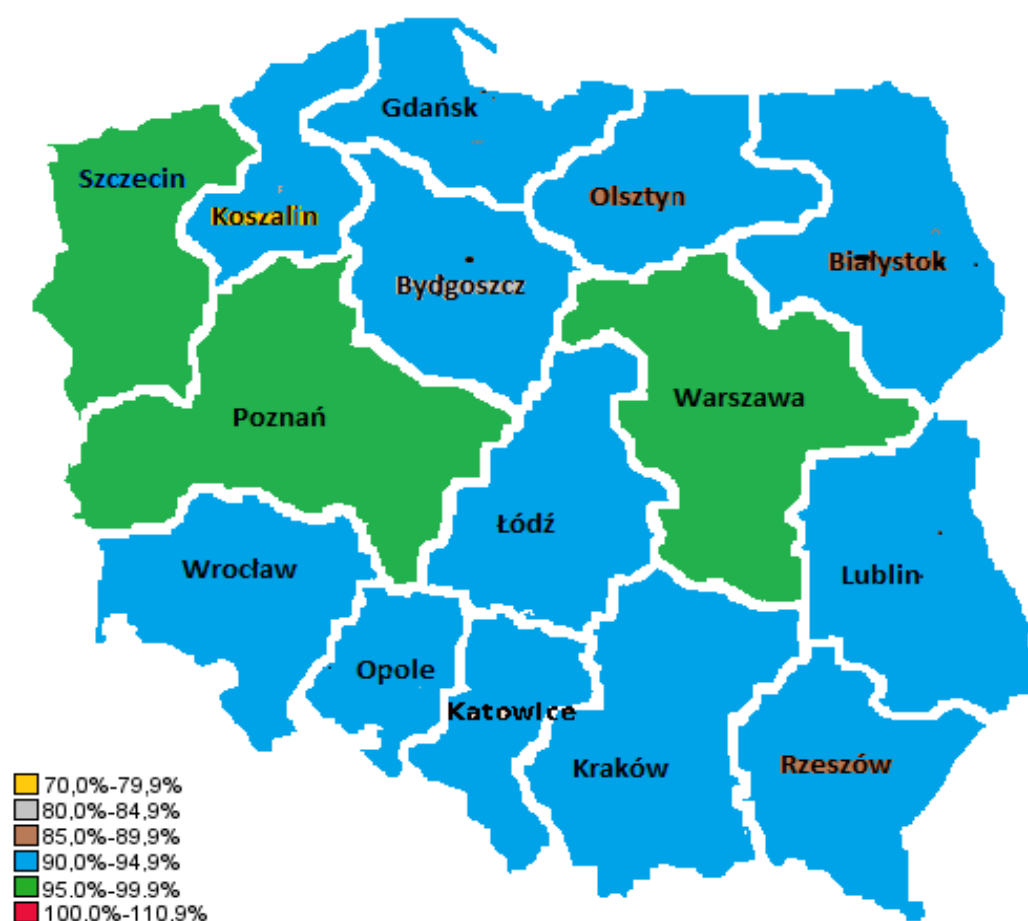 Gdańsk
Szczecin
Olsztyn
Koszalin
Białystok
Bydgoszcz
Warszawa
Poznań
Łódź
Wrocław
Lublin
Opole
Katowice
Kraków
Rzeszów
70,0%-79,9%
80,0%-84,9%
85,0%-89,9%
90,0%-94,9%
95.0%-99.9%
100,0%-110,9%